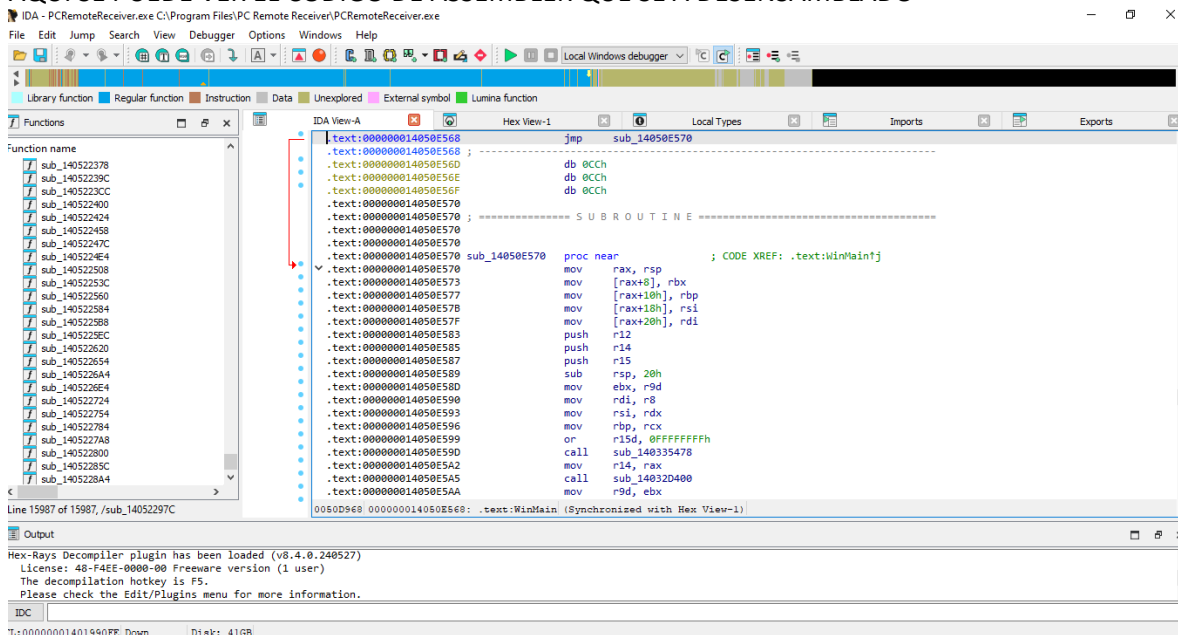 IDA - PCRemoteReceiver.exe C:\Program Files\PC Remote Receiver\PCRemoteReceiver.exe
File Edit Jump Search View Debugger Options Windows Help
Local Windows debugger
Library function Regular function Instruction Data Unexplored External symbol Lumina function
Functions
IDA View-A Hex View-1 Local Types Imports Exports
Function name
sub_140522378
sub_14052239C
sub_1405223CC
sub_140522400
sub_140522424
sub_140522458
sub_14052247C
sub_1405224E4
sub_140522508
sub_14052253C
sub_140522560
sub_140522584
sub_1405225B8
sub_1405225EC
sub_140522620
sub_140522654
sub_1405226A4
sub_1405226E4
sub_140522724
sub_140522754
sub_140522784
sub_1405227A8
sub_140522800
sub_14052285C
sub_1405228A4
Line 15987 of 15987, /sub_14052297C
.text:000000014050E568 jmp sub_14050E570
.text:000000014050E568 ; ---------------------------------------------------------------------------
.text:000000014050E56D db 0CCh
.text:000000014050E56E db 0CCh
.text:000000014050E56F db 0CCh
.text:000000014050E570
.text:000000014050E570 ; =============== S U B R O U T I N E =======================================
.text:000000014050E570
.text:000000014050E570
.text:000000014050E570 sub_14050E570 proc near ; CODE XREF: .text:WinMain↑j
.text:000000014050E570 mov rax, rsp
.text:000000014050E573 mov [rax+8], rbx
.text:000000014050E577 mov [rax+10h], rbp
.text:000000014050E57B mov [rax+18h], rsi
.text:000000014050E57F mov [rax+20h], rdi
.text:000000014050E583 push r12
.text:000000014050E585 push r14
.text:000000014050E587 push r15
.text:000000014050E589 sub rsp, 20h
.text:000000014050E58D mov ebx, r9d
.text:000000014050E590 mov rdi, r8
.text:000000014050E593 mov rsi, rdx
.text:000000014050E596 mov rbp, rcx
.text:000000014050E599 or r15d, 0FFFFFFFFh
.text:000000014050E59D call sub_140335478
.text:000000014050E5A2 mov r14, rax
.text:000000014050E5A5 call sub_14032D400
.text:000000014050E5AA mov r9d, ebx
0050D968 000000014050E568: .text:WinMain (Synchronized with Hex View-1)
Output
Hex-Rays Decompiler plugin has been loaded (v8.4.0.240527)
License: 48-F4EE-0000-00 Freeware version (1 user)
The decompilation hotkey is F5.
Please check the Edit/Plugins menu for more information.
IDC
Down Disk: 41GB